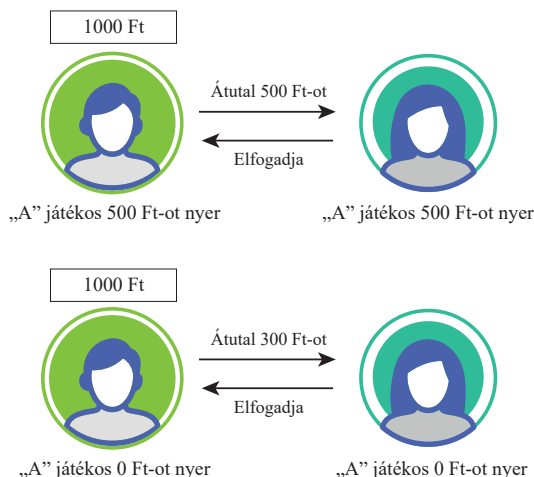 1000 Ft
Átutal 500 Ft-ot
Elfogadja
„A” játékos 500 Ft-ot nyer
„A” játékos 500 Ft-ot nyer
1000 Ft
Átutal 300 Ft-ot
Elfogadja
„A” játékos 0 Ft-ot nyer
„A” játékos 0 Ft-ot nyer